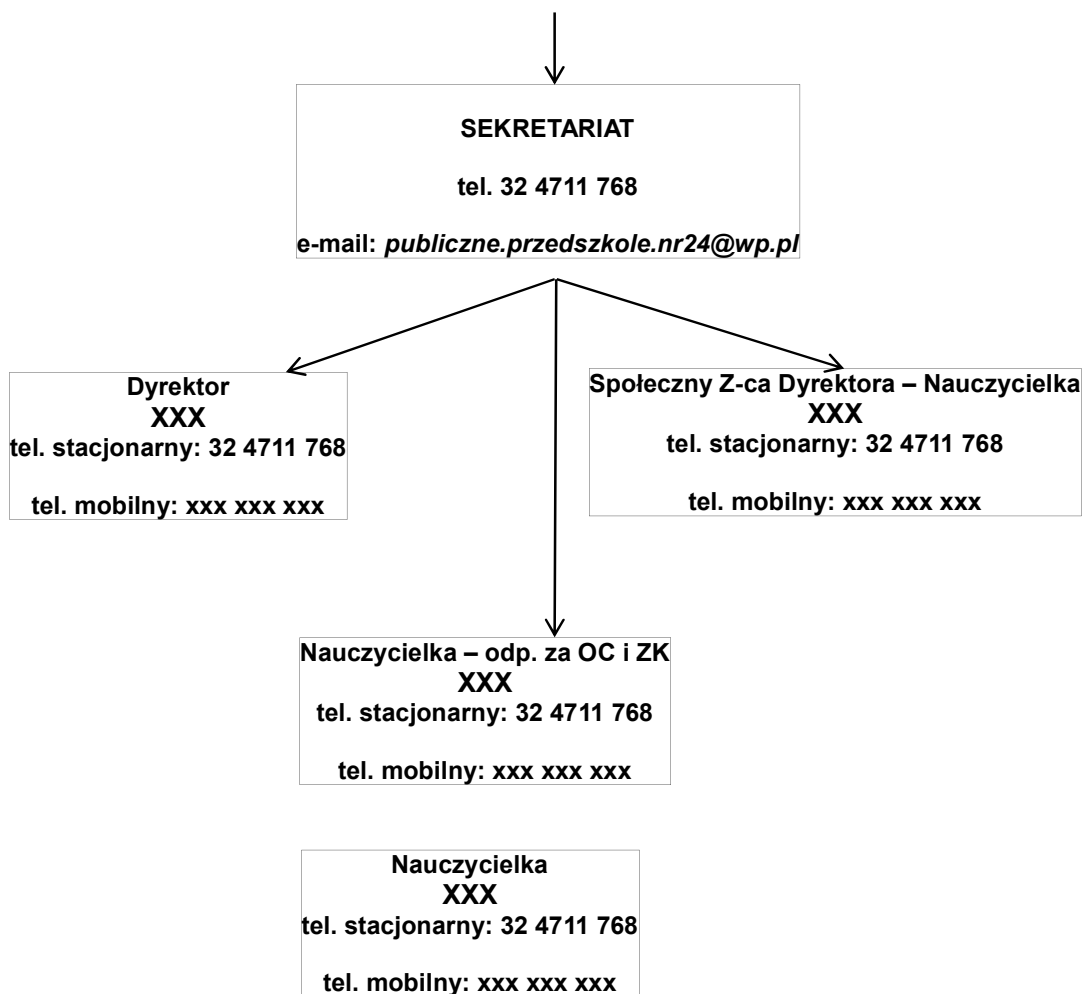 SEKRETARIAT
tel. 32 4711 768
e-mail: publiczne.przedszkole.nr24@wp.pl
Dyrektor
XXX
tel. stacjonarny: 32 4711 768
tel. mobilny: xxx xxx xxx
Społeczny Z-ca Dyrektora – Nauczycielka
XXX
tel. stacjonarny: 32 4711 768
tel. mobilny: xxx xxx xxx
Nauczycielka – odp. za OC i ZK
XXX
tel. stacjonarny: 32 4711 768
tel. mobilny: xxx xxx xxx
Nauczycielka
XXX
tel. stacjonarny: 32 4711 768
tel. mobilny: xxx xxx xxx